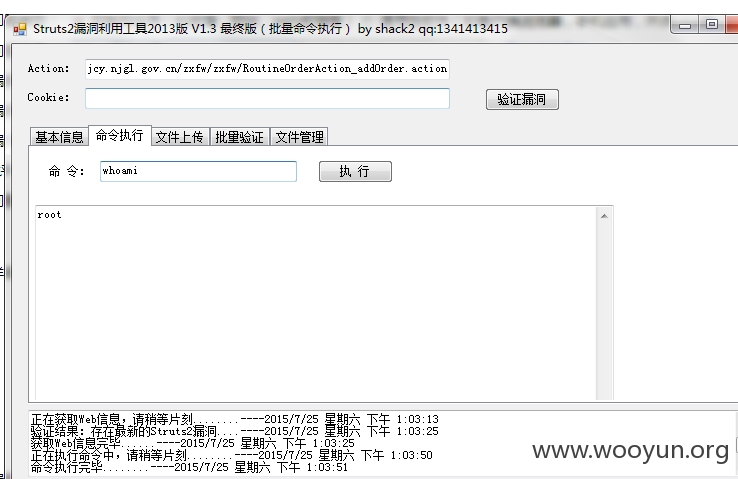 Struts2漏洞利用工具2013版 V1.3 最终版（批量命令执行） by shack2 qq:1341413415
Action: jcy.njgl.gov.cn/zxfw/zxfw/RoutineOrderAction_addOrder.action
Cookie: 验证漏洞
基本信息 命令执行 文件上传 批量验证 文件管理
命 令: whoami 执 行
root
正在获取Web信息，请稍等片刻........----2015/7/25 星期六 下午 1:03:13
验证结果：存在最新的Struts2漏洞....----2015/7/25 星期六 下午 1:03:25
获取Web信息完毕......----2015/7/25 星期六 下午 1:03:25
正在执行命令中，请稍等片刻........----2015/7/25 星期六 下午 1:03:50
命令执行完毕........----2015/7/25 星期六 下午 1:03:51
www.wooyun.org